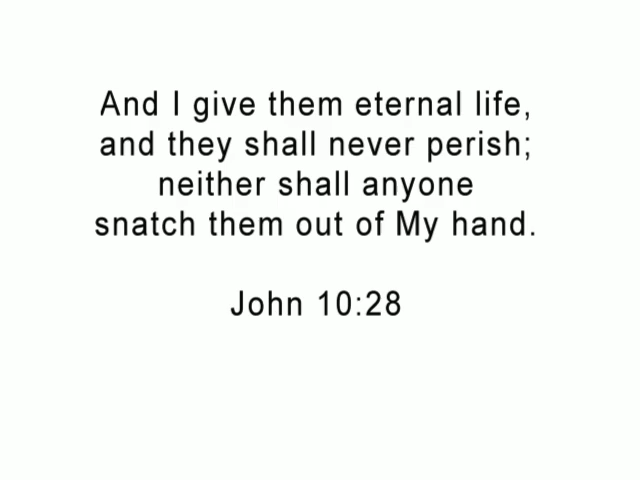 And I give them eternal life,
and they shall never perish;
neither shall anyone
snatch them out of My hand.
John 10:28